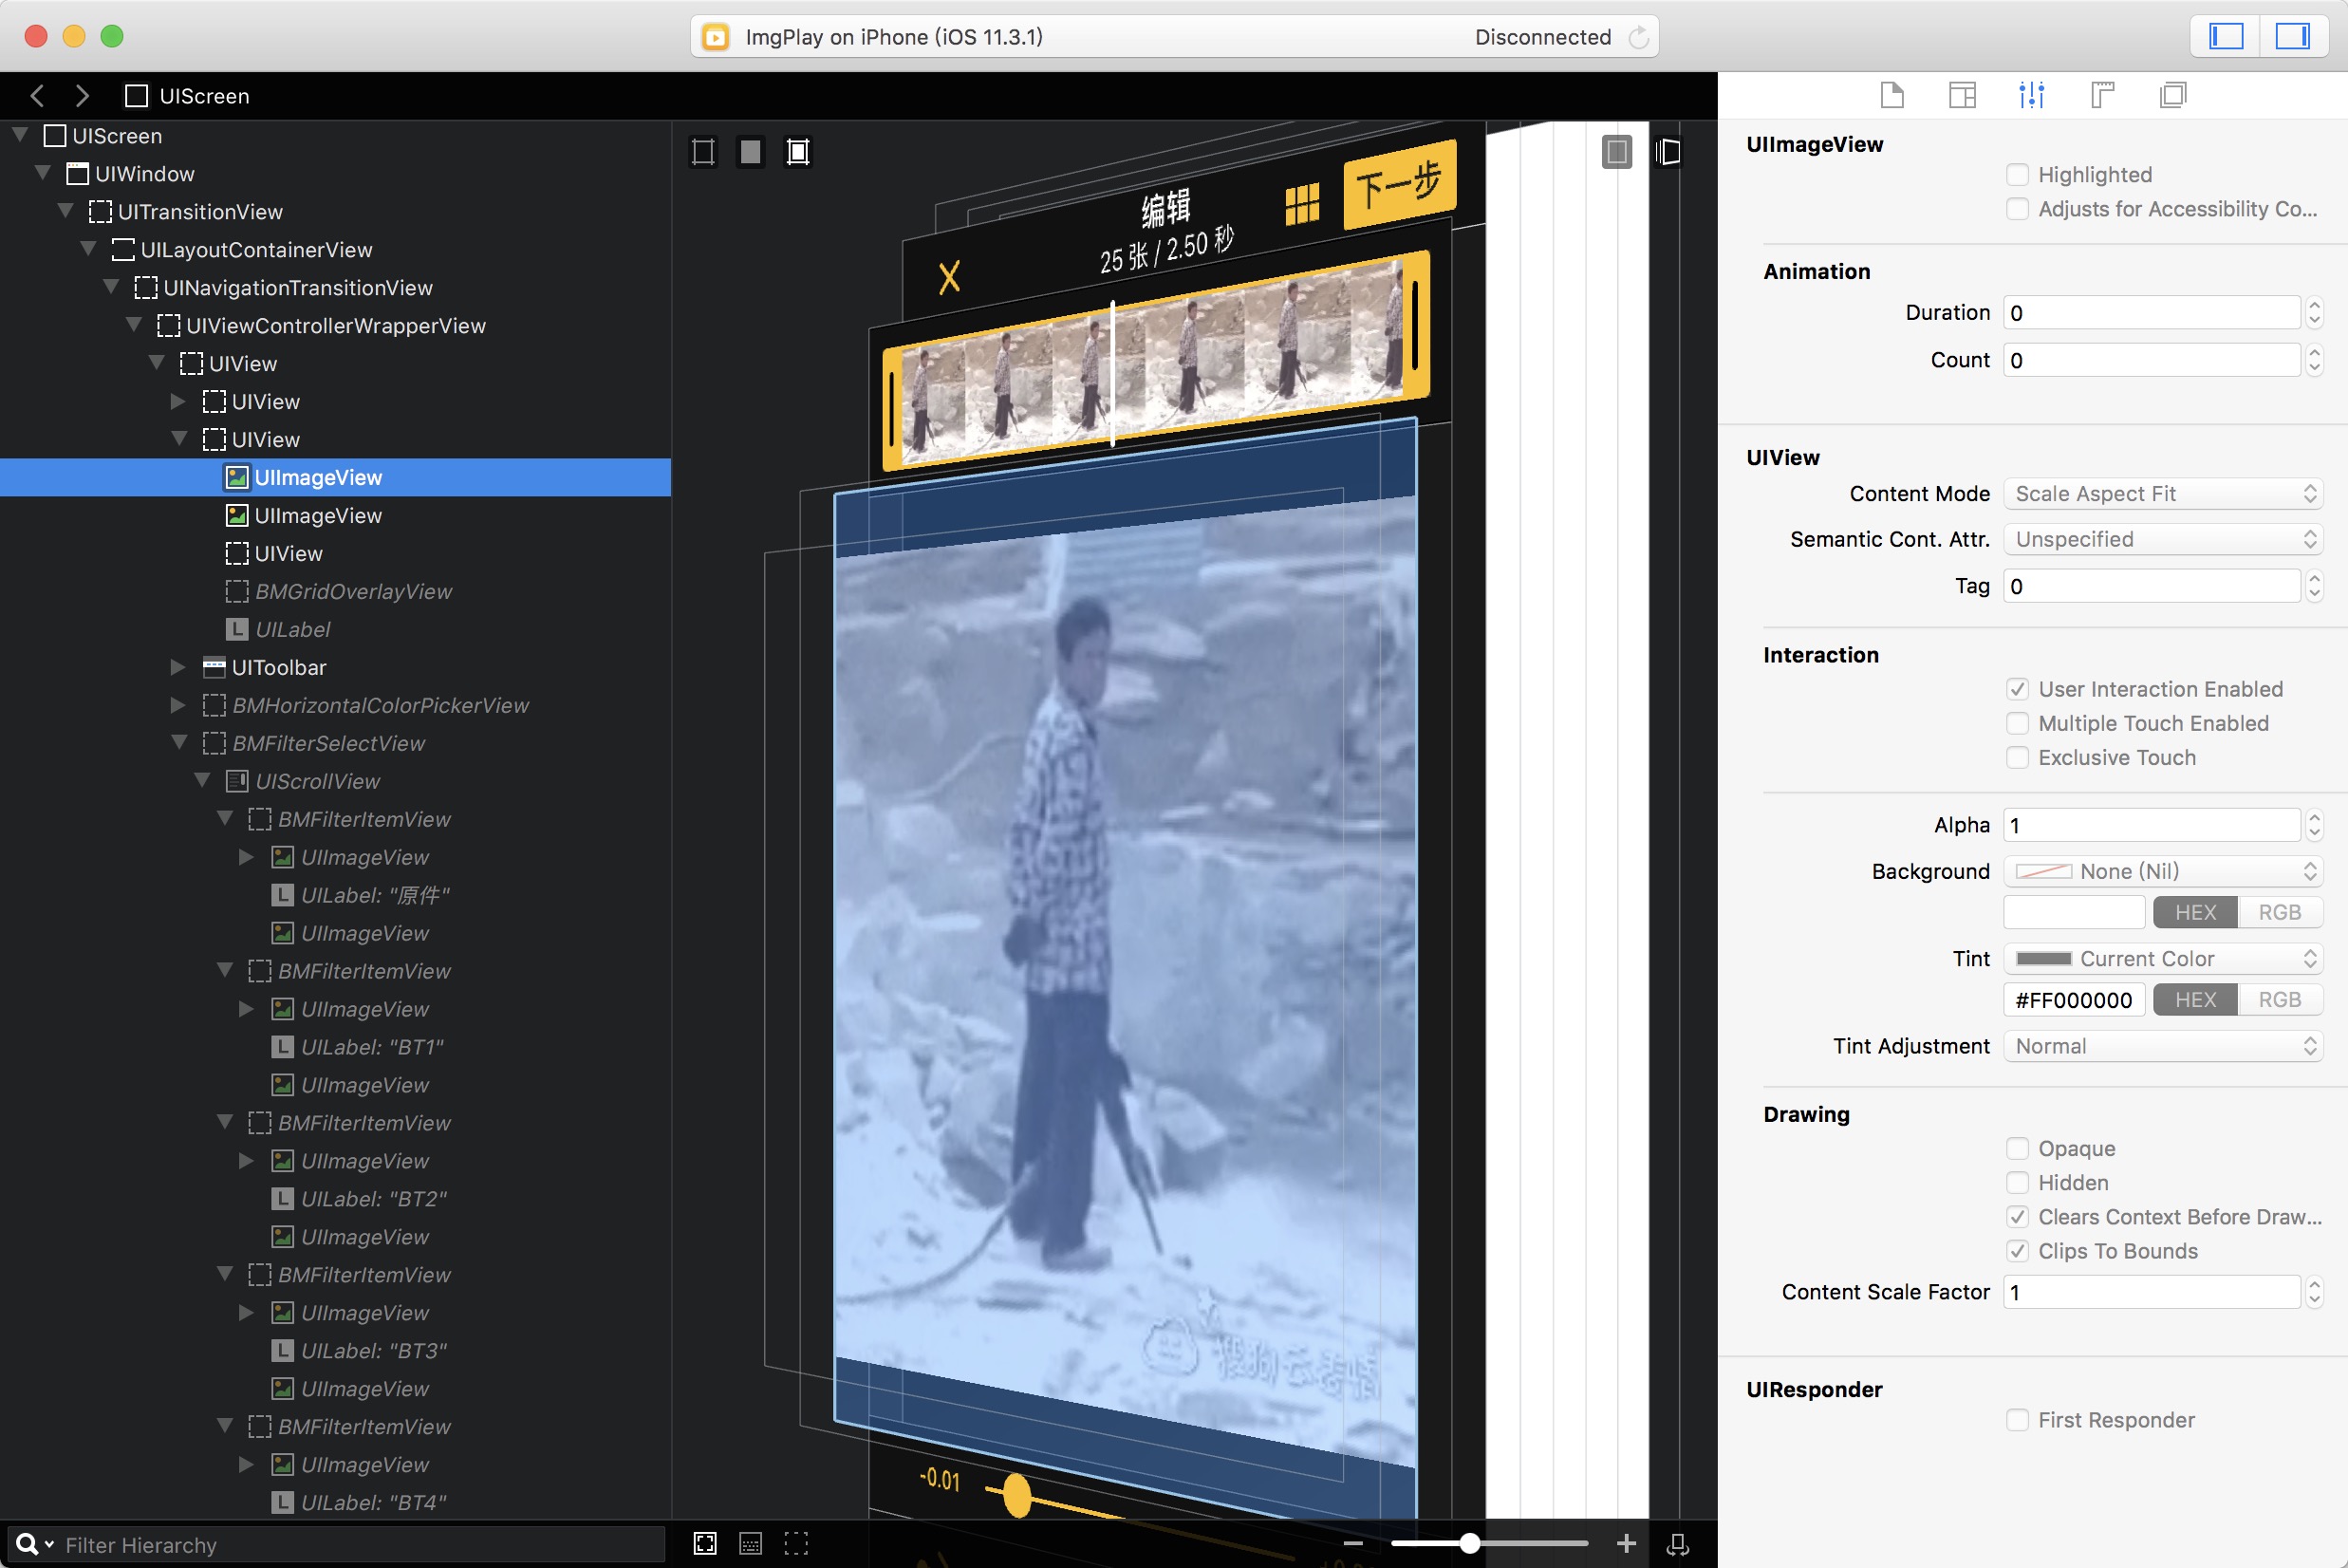 ImgPlay on iPhone (iOS 11.3.1)
Disconnected
UIScreen
UIScreen
UIWindow
UITransitionView
UILayoutContainerView
UINavigationTransitionView
UIViewControllerWrapperView
UIView
UIView
UIView
UIImageView
UIImageView
UIView
BMGridOverlayView
L UILabel
UIToolbar
BMHorizontalColorPickerView
BMFilterSelectView
UIScrollView
BMFilterItemView
UIImageView
L UILabel: "原件"
UIImageView
BMFilterItemView
UIImageView
L UILabel: "BT1"
UIImageView
BMFilterItemView
UIImageView
L UILabel: "BT2"
UIImageView
BMFilterItemView
UIImageView
L UILabel: "BT3"
UIImageView
BMFilterItemView
UIImageView
L UILabel: "BT4"
Filter Hierarchy
编辑
25 张 / 2.50 秒
下一步
X
-0.01
UIImageView
Highlighted
Adjusts for Accessibility Co...
Animation
Duration 0
Count 0
UIView
Content Mode Scale Aspect Fit
Semantic Cont. Attr. Unspecified
Tag 0
Interaction
User Interaction Enabled
Multiple Touch Enabled
Exclusive Touch
Alpha 1
Background None (Nil)
HEX RGB
Tint Current Color
#FF000000 HEX RGB
Tint Adjustment Normal
Drawing
Opaque
Hidden
Clears Context Before Draw...
Clips To Bounds
Content Scale Factor 1
UIResponder
First Responder